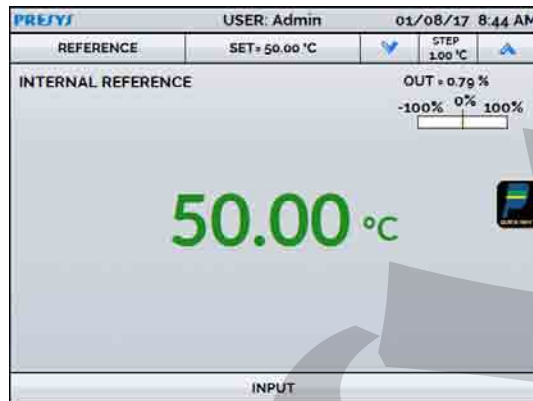 PRESYS USER: Admin 01/08/17 8:44 AM
REFERENCE SET= 50.00 °C STEP 1.00 °C
INTERNAL REFERENCE OUT = 0.79 %
-100% 0% 100%
50.00 °C
INPUT